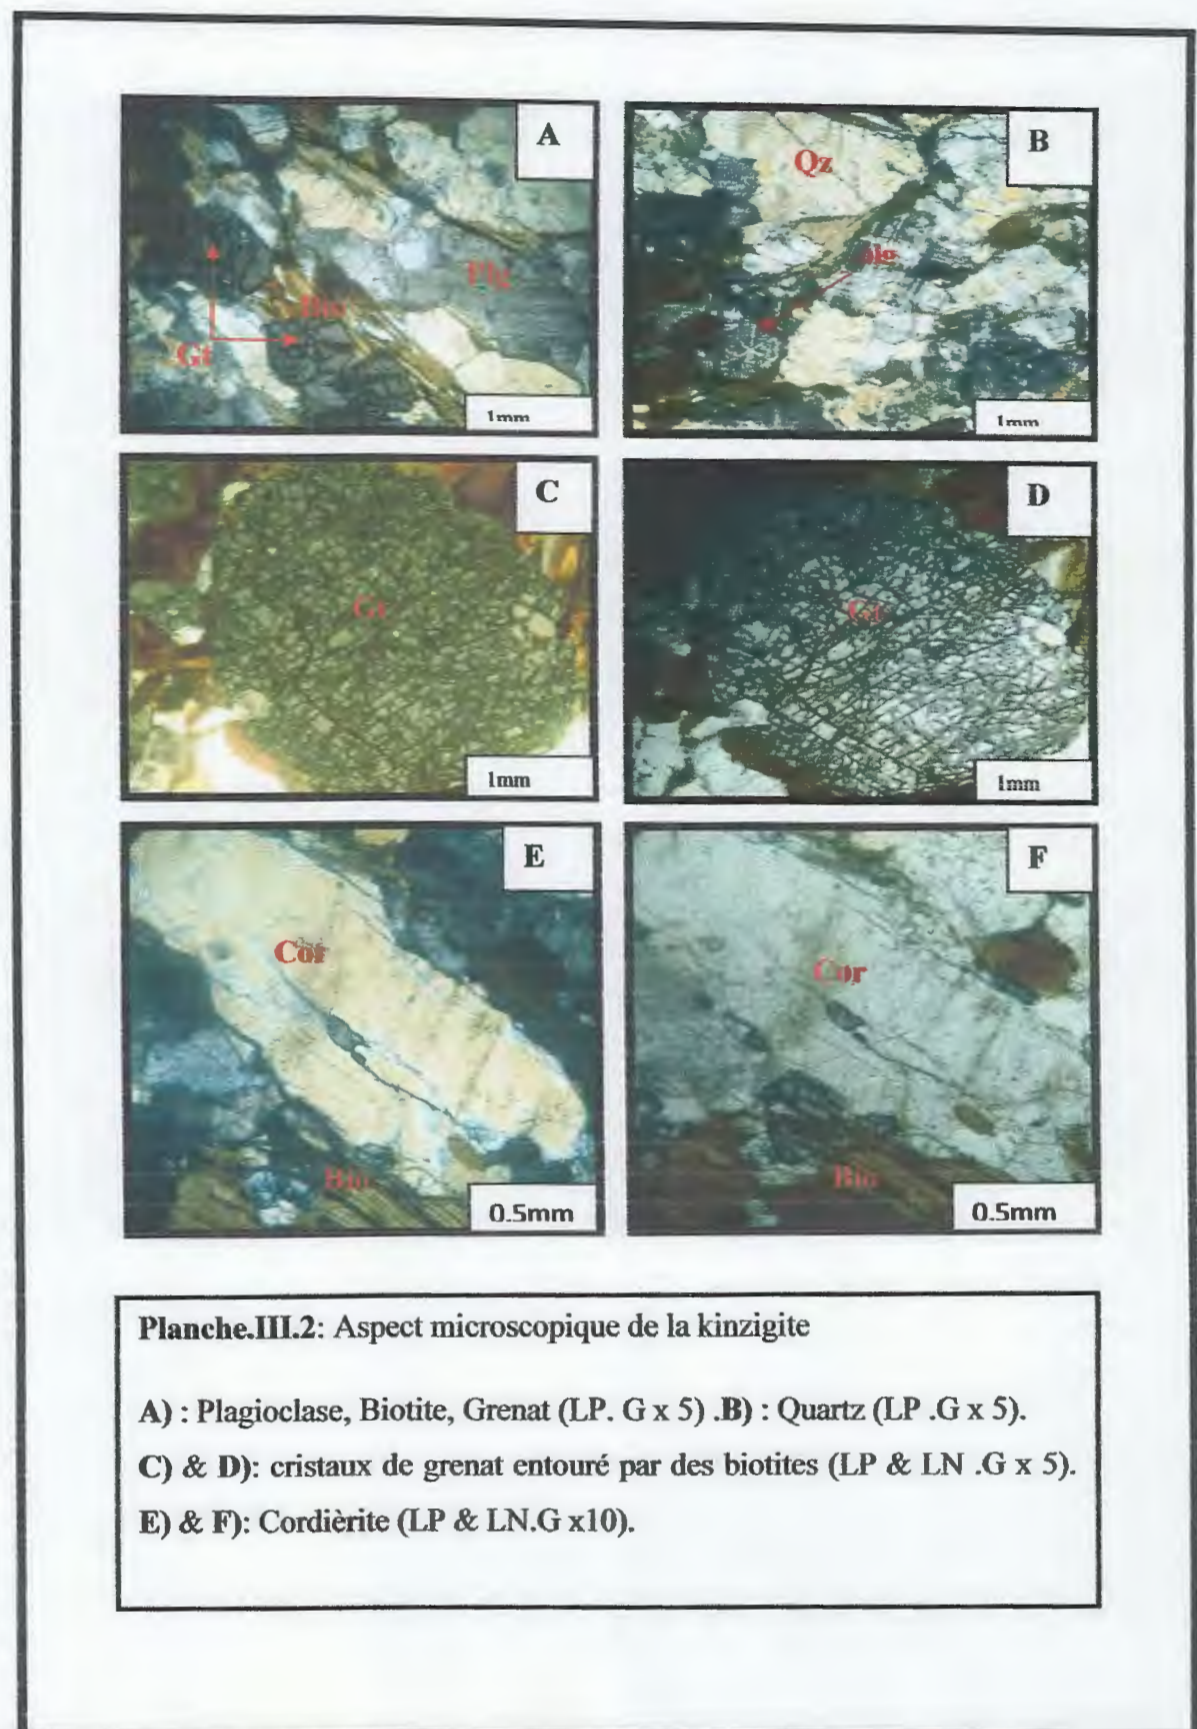 A
Plg
Bio
Gt
1mm
B
Qz
1mm
C
Gt
1mm
D
Gt
1mm
E
Cor
Bio
0.5mm
F
Cor
Bio
0.5mm
Planche.III.2: Aspect microscopique de la kinzigite
A) : Plagioclase, Biotite, Grenat (LP. G x 5) .B) : Quartz (LP .G x 5).
C) & D): cristaux de grenat entouré par des biotites (LP & LN .G x 5).
E) & F): Cordièrite (LP & LN.G x10).